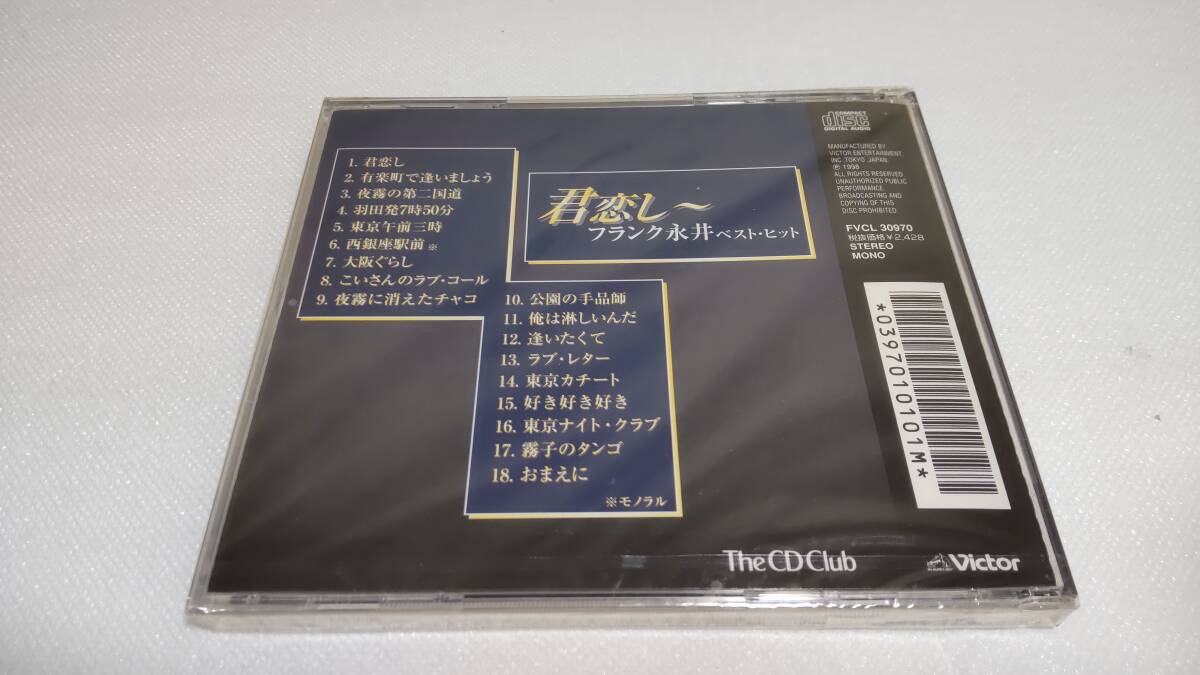 1. 君恋し
2. 有楽町で逢いましょう
3. 夜霧の第二国道
4. 羽田発7時50分
5. 東京午前三時
6. 西銀座駅前 ※
7. 大阪ぐらし
8. こいさんのラブ・コール
9. 夜霧に消えたチャコ
10. 公園の手品師
11. 俺は淋しいんだ
12. 逢いたくて
13. ラブ・レター
14. 東京カチート
15. 好き好き好き
16. 東京ナイト・クラブ
17. 霧子のタンゴ
18. おまえに
※モノラル
君恋し〜
フランク永井ベスト・ヒット
COMPACT
disc
DIGITAL AUDIO
MANUFACTURED BY
VICTOR ENTERTAINMENT,
INC. TOKYO, JAPAN.
℗ 1998
ALL RIGHTS RESERVED.
UNAUTHORIZED PUBLIC
PERFORMANCE,
BROADCASTING AND
COPYING OF THIS
DISC PROHIBITED.
FVCL 30970
税抜価格¥2,428
STEREO
MONO
*0397010101M*
The CD Club
Victor